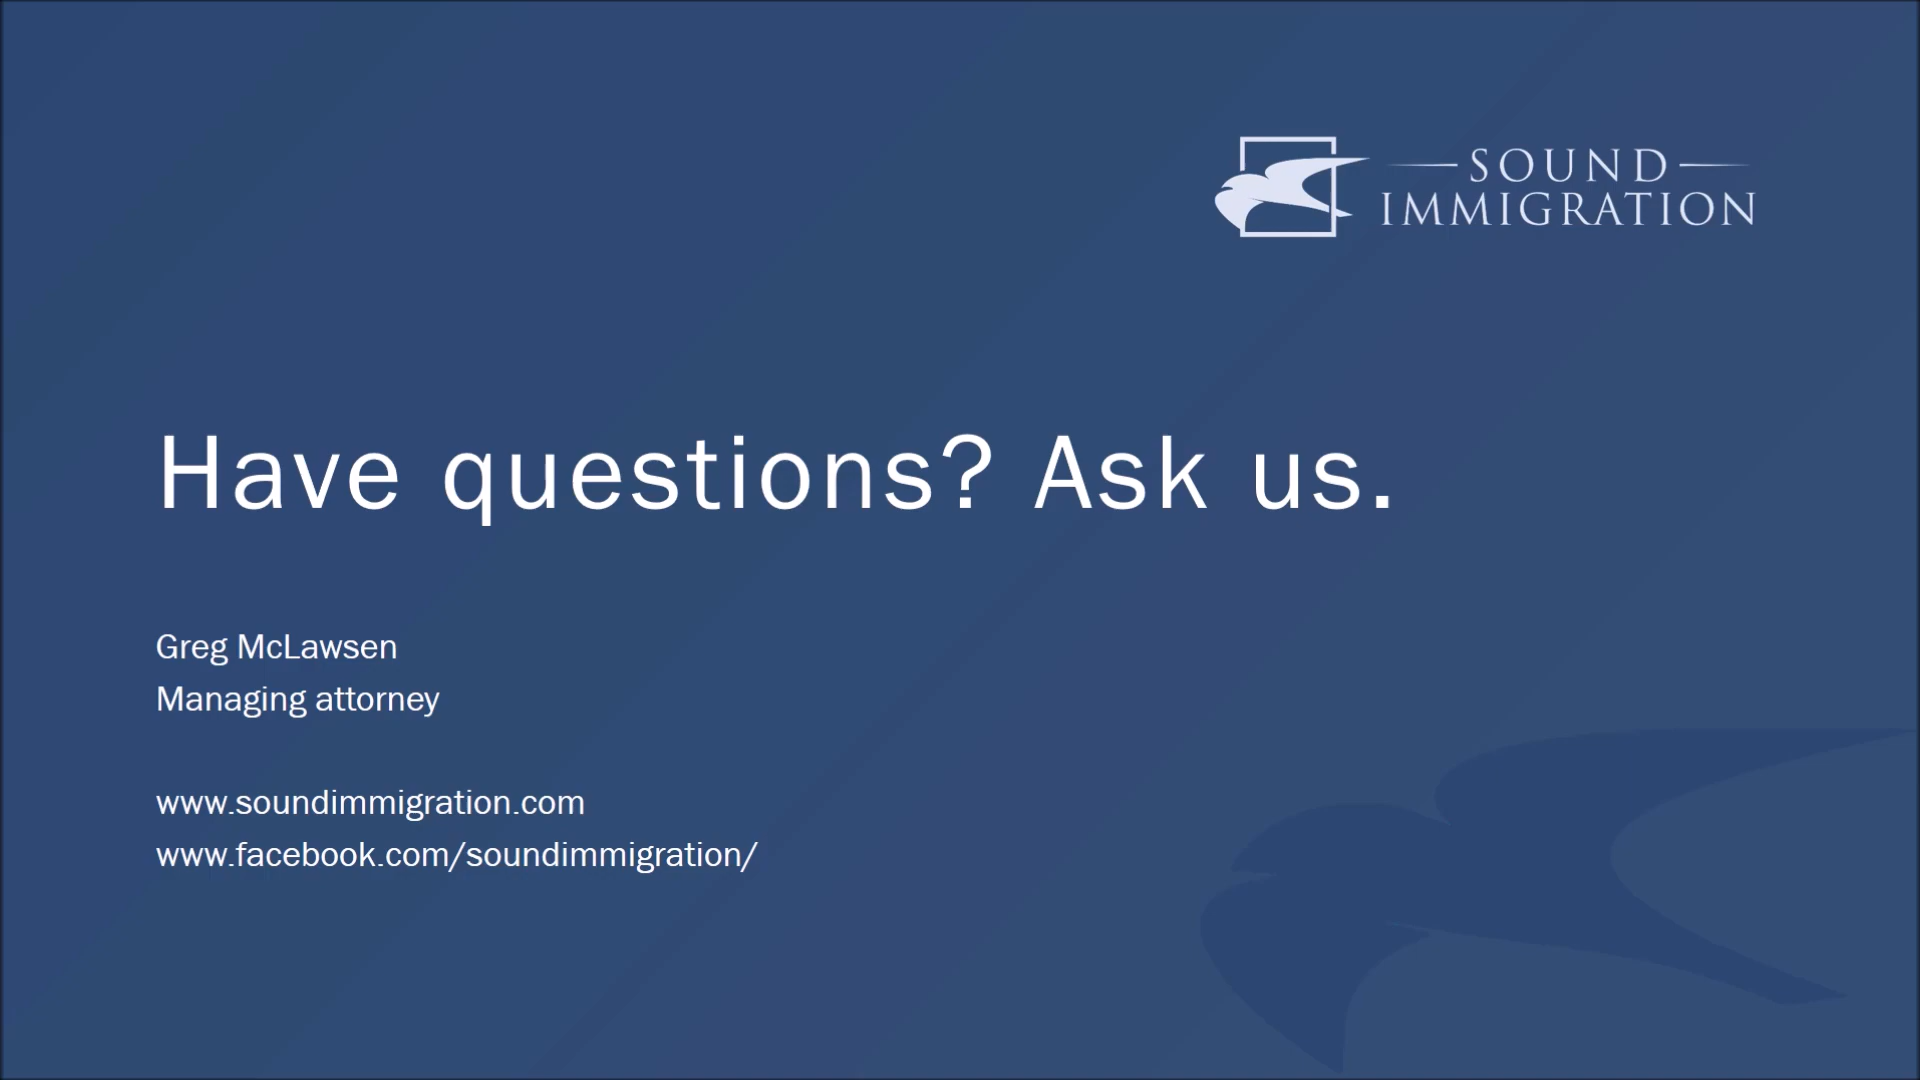 SOUND
IMMIGRATION
Have questions? Ask us.
Greg McLawsen
Managing attorney
www.soundimmigration.com
www.facebook.com/soundimmigration/